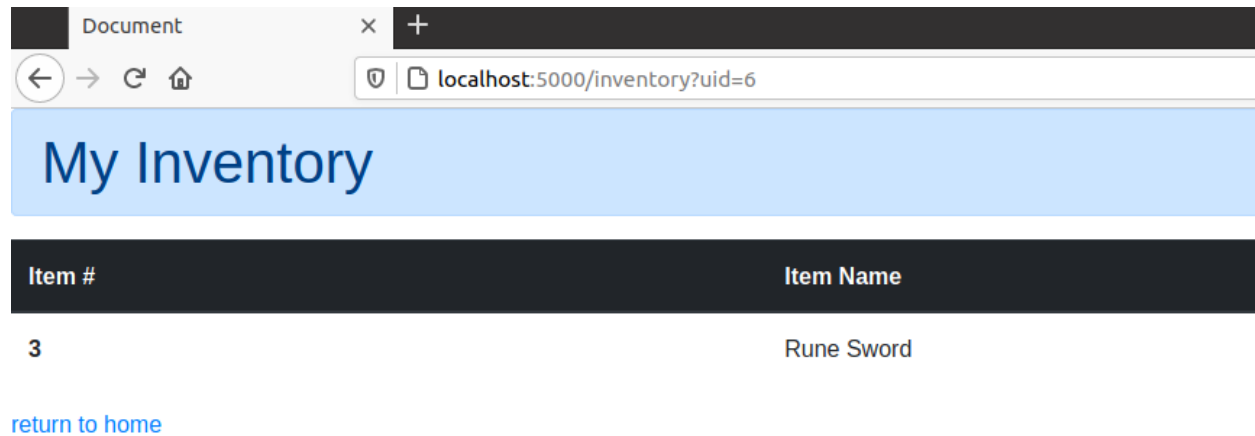 Document
localhost:5000/inventory?uid=6
My Inventory
Item # Item Name
3 Rune Sword
return to home